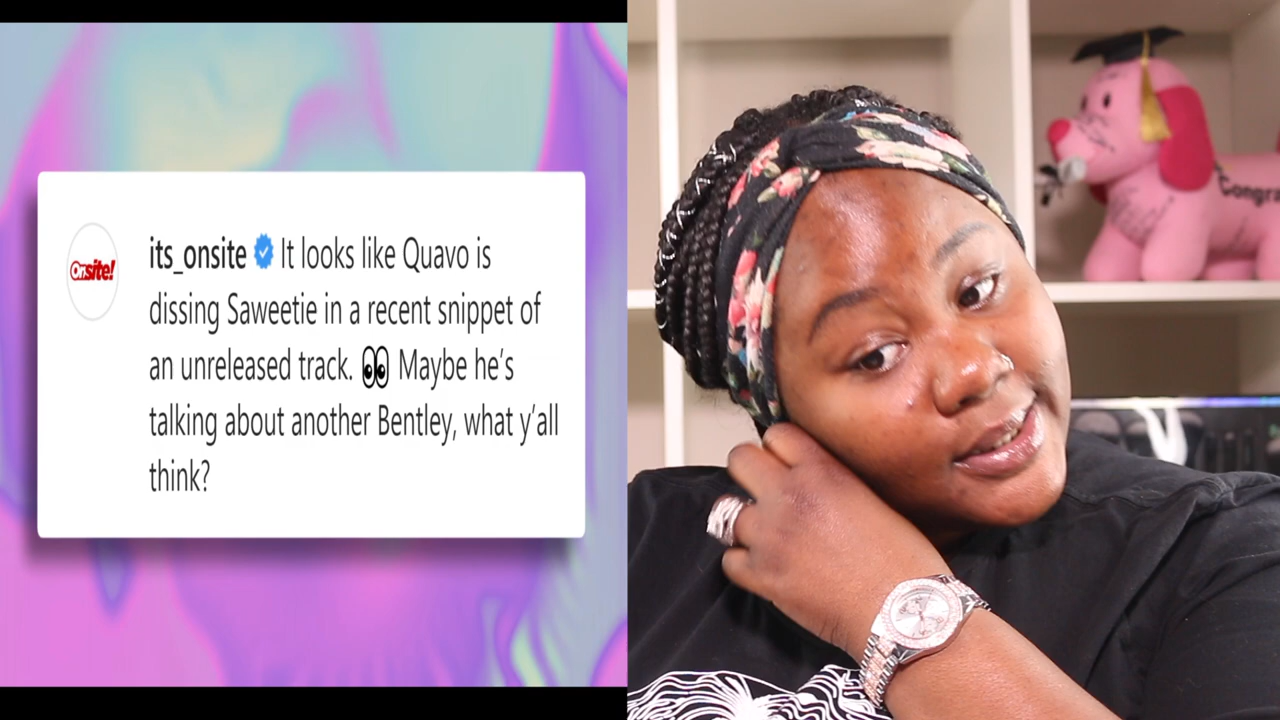 Onsite!
its_onsite It looks like Quavo is
dissing Saweetie in a recent snippet of
an unreleased track. 👀 Maybe he's
talking about another Bentley, what y'all
think?
Congra